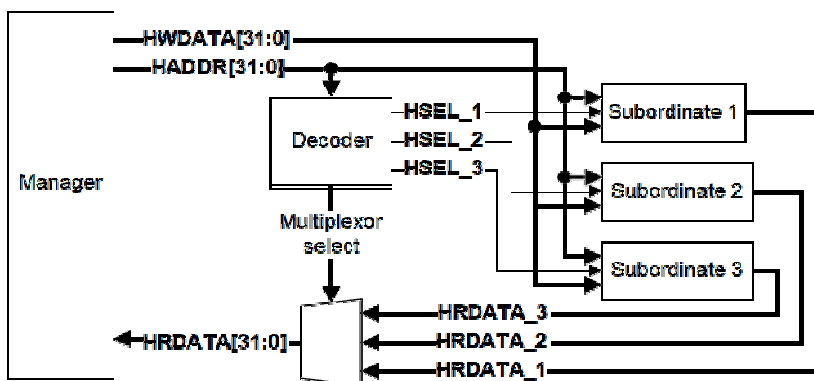 HWDATA[31:0]
HADDR[31:0]
HSEL_1
Subordinate 1
Decoder
HSEL_2
HSEL_3
Manager
Subordinate 2
Multiplexor
select
Subordinate 3
HRDATA_3
HRDATA[31:0]
HRDATA_2
HRDATA_1